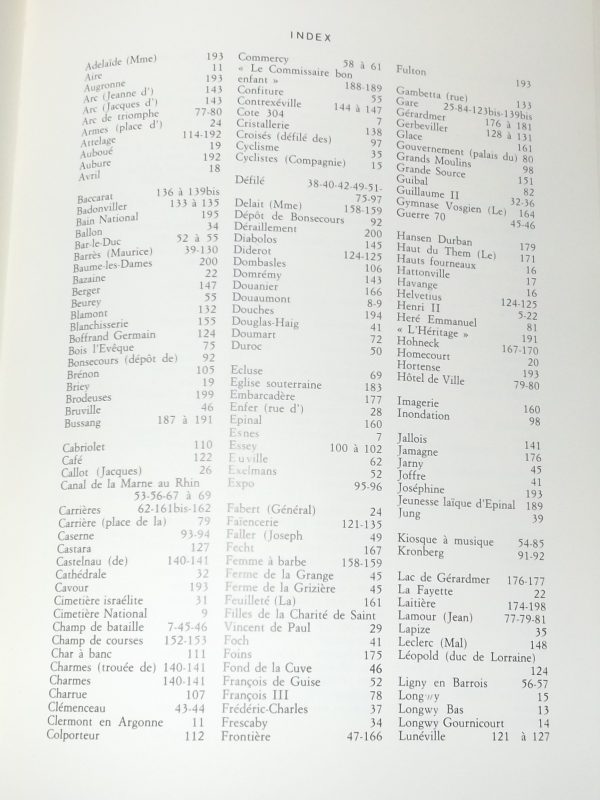 INDEX
Adelaïde (Mme) 193
Aire 11
Augronne 193
Arc (Jeanne d') 143
Arc (Jacques d') 143
Arc de triomphe 77-80
Armes (place d') 24
Attelage 114-192
Auboué 19
Aubure 192
Avril 18
Baccarat 136 à 139bis
Badonviller 133 à 135
Bain National 195
Ballon 34
Bar-le-Duc 52 à 55
Barrès (Maurice) 39-130
Baume-les-Dames 200
Bazaine 22
Berger 147
Beurey 55
Blamont 132
Blanchisserie 155
Boffrand Germain 124
Bois l'Evêque 75
Bonsecours (dépôt de) 92
Brénon 105
Briey 19
Brodeuses 199
Bruville 46
Bussang 187 à 191
Cabriolet 110
Café 122
Callot (Jacques) 26
Canal de la Marne au Rhin
53-56-67 à 69
Carrières 62-161bis-162
Carrière (place de la) 79
Caserne 93-94
Castara 127
Castelnau (de) 140-141
Cathédrale 32
Cavour 193
Cimetière israélite 31
Cimetière National 9
Champ de bataille 7-45-46
Champ de courses 152-153
Char à banc 111
Charmes (trouée de) 140-141
Charmes 140-141
Charrue 107
Clémenceau 43-44
Clermont en Argonne 11
Colporteur 112
Commercy 58 à 61
« Le Commissaire bon
enfant » 188-189
Confiture 55
Contrexéville 144 à 147
Cote 304 7
Cristallerie 138
Croisés (défilé des) 97
Cyclisme 35
Cyclistes (Compagnie) 15
Défilé 38-40-42-49-51-
75-97
Delait (Mme) 158-159
Dépôt de Bonsecours 92
Déraillement 200
Diabolos 145
Diderot 124-125
Dombasles 106
Domrémy 143
Douanier 166
Douaumont 8-9
Douches 194
Douglas-Haig 41
Doumart 72
Duroc 50
Ecluse 69
Eglise souterraine 183
Embarcadère 177
Enfer (rue d') 28
Epinal 160
Esnes 7
Essey 100 à 102
Euville 62
Exelmans 52
Expo 95-96
Fabert (Général) 24
Faïencerie 121-135
Faller (Joseph 49
Fecht 167
Femme à barbe 158-159
Ferme de la Grange 45
Ferme de la Grizière 45
Feuilleté (La) 161
Filles de la Charité de Saint
Vincent de Paul 29
Foch 41
Foins 175
Fond de la Cuve 46
François de Guise 52
François III 78
Frédéric-Charles 37
Frescaby 34
Frontière 47-166
Fulton 193
Gambetta (rue) 133
Gare 25-84-123bis-139bis
Gérardmer 176 à 181
Gerbeviller 128 à 131
Glace 161
Gouvernement (palais du) 80
Grands Moulins 98
Grande Source 151
Guibal 82
Guillaume II 32-36
Gymnase Vosgien (Le) 164
Guerre 70 45-46
Hansen Durban 179
Haut du Them (Le) 171
Hauts fourneaux 16
Hattonville 17
Havange 16
Helvetius 124-125
Henri II 5-22
Heré Emmanuel 81
« L'Héritage » 191
Hohneck 167-170
Homecourt 20
Hortense 193
Hôtel de Ville 79-80
Imagerie 160
Inondation 98
Jallois 141
Jamagne 176
Jarny 45
Joffre 41
Joséphine 193
Jeunesse laïque d'Epinal 189
Jung 39
Kiosque à musique 54-85
Kronberg 91-92
Lac de Gérardmer 176-177
La Fayette 22
Laitière 174-198
Lamour (Jean) 77-79-81
Lapize 35
Leclerc (Mal) 148
Léopold (duc de Lorraine)
124
Ligny en Barrois 56-57
Longwy 15
Longwy Bas 13
Longwy Gournicourt 14
Lunéville 121 à 127